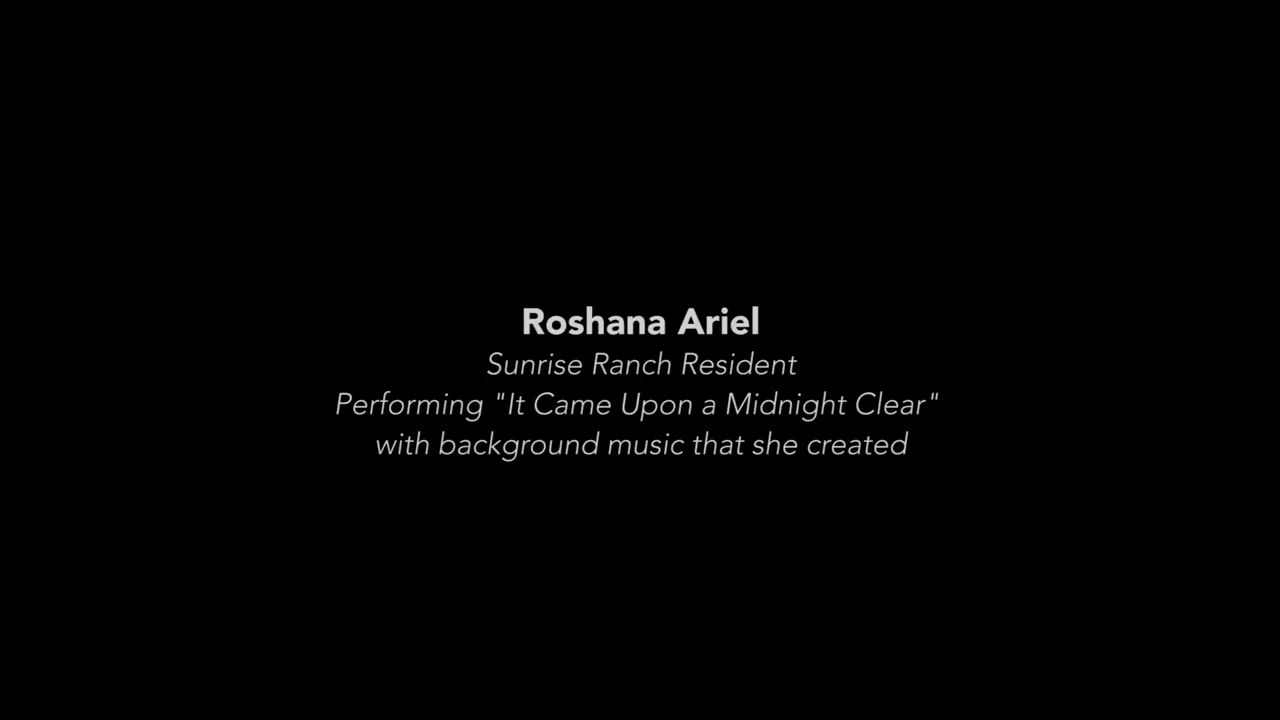 Roshana Ariel
Sunrise Ranch Resident
Performing "It Came Upon a Midnight Clear"
with background music that she created